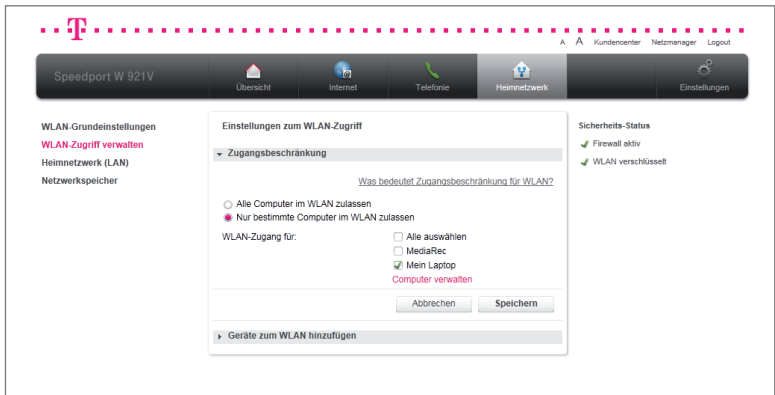 T
A A Kundencenter Netzmanager Logout
Speedport W 921V
Übersicht Internet Telefonie Heimnetzwerk Einstellungen
WLAN-Grundeinstellungen
WLAN-Zugriff verwalten
Heimnetzwerk (LAN)
Netzwerkspeicher
Einstellungen zum WLAN-Zugriff
Zugangsbeschränkung
Was bedeutet Zugangsbeschränkung für WLAN?
Alle Computer im WLAN zulassen
Nur bestimmte Computer im WLAN zulassen
WLAN-Zugang für: Alle auswählen
MediaRec
Mein Laptop
Computer verwalten
Abbrechen Speichern
Geräte zum WLAN hinzufügen
Sicherheits-Status
Firewall aktiv
WLAN verschlüsselt